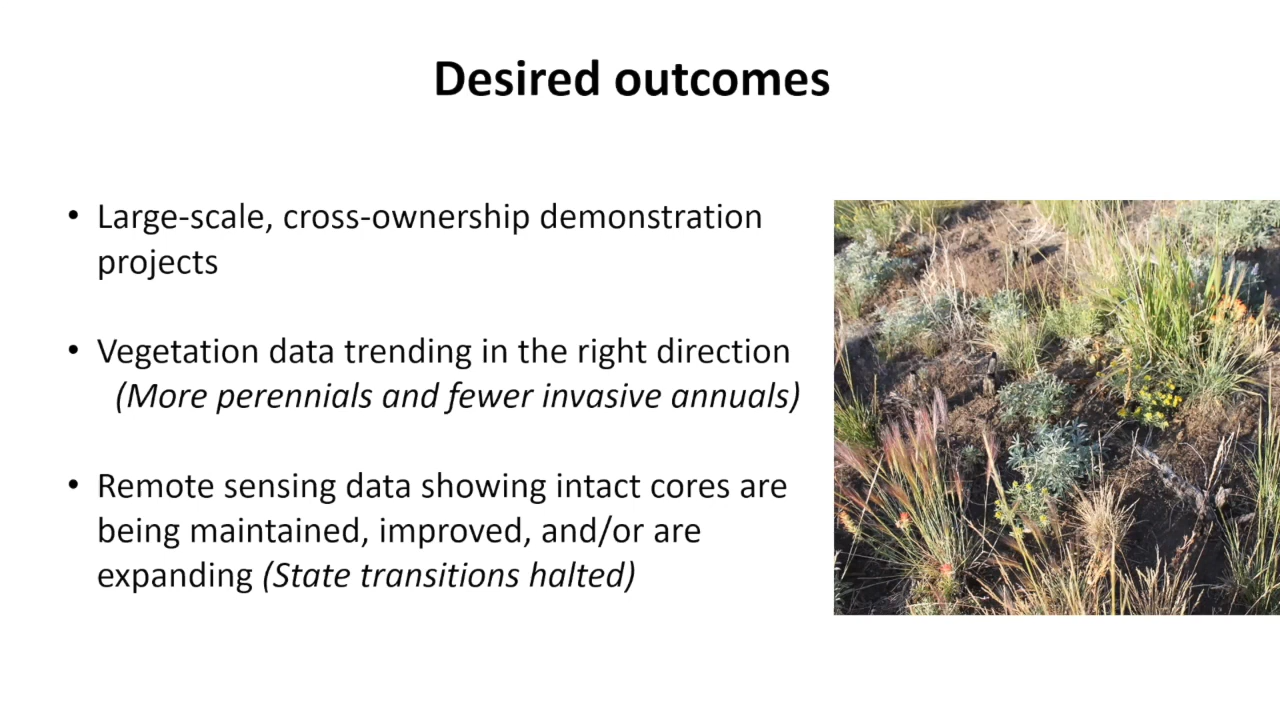 Desired outcomes
• Large-scale, cross-ownership demonstration
projects
• Vegetation data trending in the right direction
(More perennials and fewer invasive annuals)
• Remote sensing data showing intact cores are
being maintained, improved, and/or are
expanding (State transitions halted)